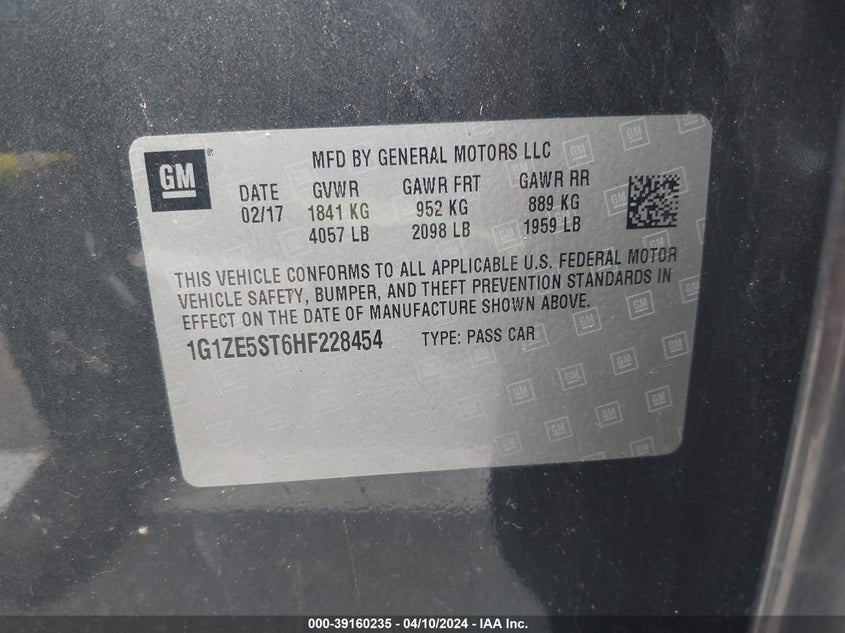 GM
MFD BY GENERAL MOTORS LLC
DATE GVWR GAWR FRT GAWR RR
02/17 1841 KG 952 KG 889 KG
4057 LB 2098 LB 1959 LB
THIS VEHICLE CONFORMS TO ALL APPLICABLE U.S. FEDERAL MOTOR
VEHICLE SAFETY, BUMPER, AND THEFT PREVENTION STANDARDS IN
EFFECT ON THE DATE OF MANUFACTURE SHOWN ABOVE.
1G1ZE5ST6HF228454 TYPE: PASS CAR
000-39160235 - 04/10/2024 - IAA Inc.